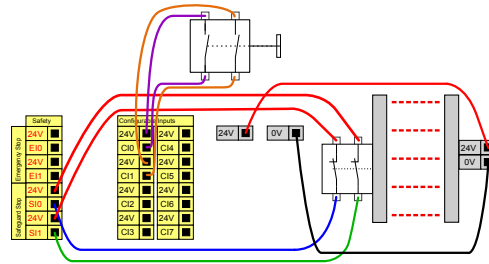 Safety
Emergency Stop
24V
EI0
24V
EI1
Safeguard Stop
24V
SI0
24V
SI1
Configurable Inputs
24V 24V
CI0 CI4
24V 24V
CI1 CI5
24V 24V
CI2 CI6
24V 24V
CI3 CI7
24V 0V
24V
0V